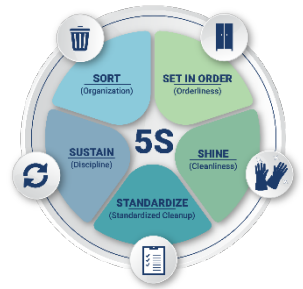 SORT
(Organization)
SET IN ORDER
(Orderliness)
5S
SUSTAIN
(Discipline)
SHINE
(Cleanliness)
STANDARDIZE
(Standardized Cleanup)